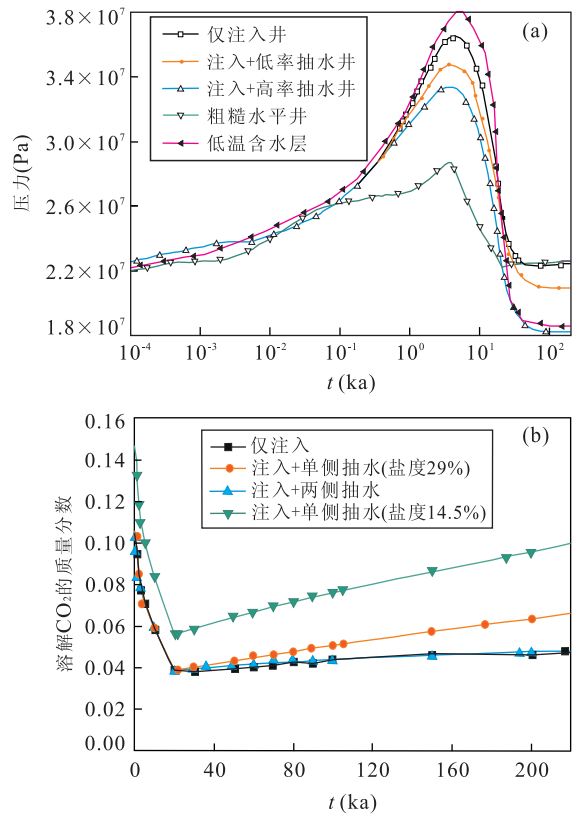 (a)
3.8×10⁷
3.4×10⁷
3.0×10⁷
2.6×10⁷
2.2×10⁷
1.8×10⁷
压力(Pa)
仅注入井
注入+低率抽水井
注入+高率抽水井
粗糙水平井
低温含水层
10⁻⁴ 10⁻³ 10⁻² 10⁻¹ 10⁰ 10¹ 10²
t (ka)
(b)
0.16
0.14
0.12
0.10
0.08
0.06
0.04
0.02
0.00
溶解CO₂的质量分数
仅注入
注入+单侧抽水(盐度29%)
注入+两侧抽水
注入+单侧抽水(盐度14.5%)
0 40 80 120 160 200
t (ka)